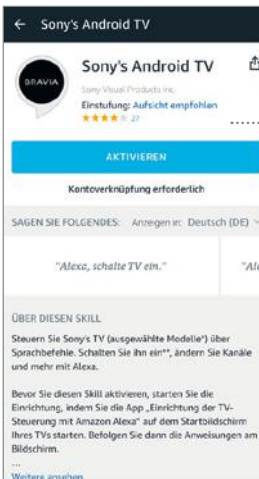 Sony's Android TV
BRAVIA
Sony's Android TV
Sony Visual Products Inc.
Einstufung: Aufsicht empfohlen
27
AKTIVIEREN
Kontoverknüpfung erforderlich
SAGEN SIE FOLGENDES: Anzeigen in: Deutsch (DE)
"Alexa, schalte TV ein."
ÜBER DIESEN SKILL
Steuern Sie Sony's TV (ausgewählte Modelle*) über
Sprachbefehle. Schalten Sie ihn ein**, ändern Sie Kanäle
und mehr mit Alexa.
Bevor Sie diesen Skill aktivieren, starten Sie die
Einrichtung, indem Sie die App „Einrichtung der TV-
Steuerung mit Amazon Alexa" auf dem Startbildschirm
Ihres TVs starten. Befolgen Sie dann die Anweisungen am
Bildschirm.
...
Weitere ansehen